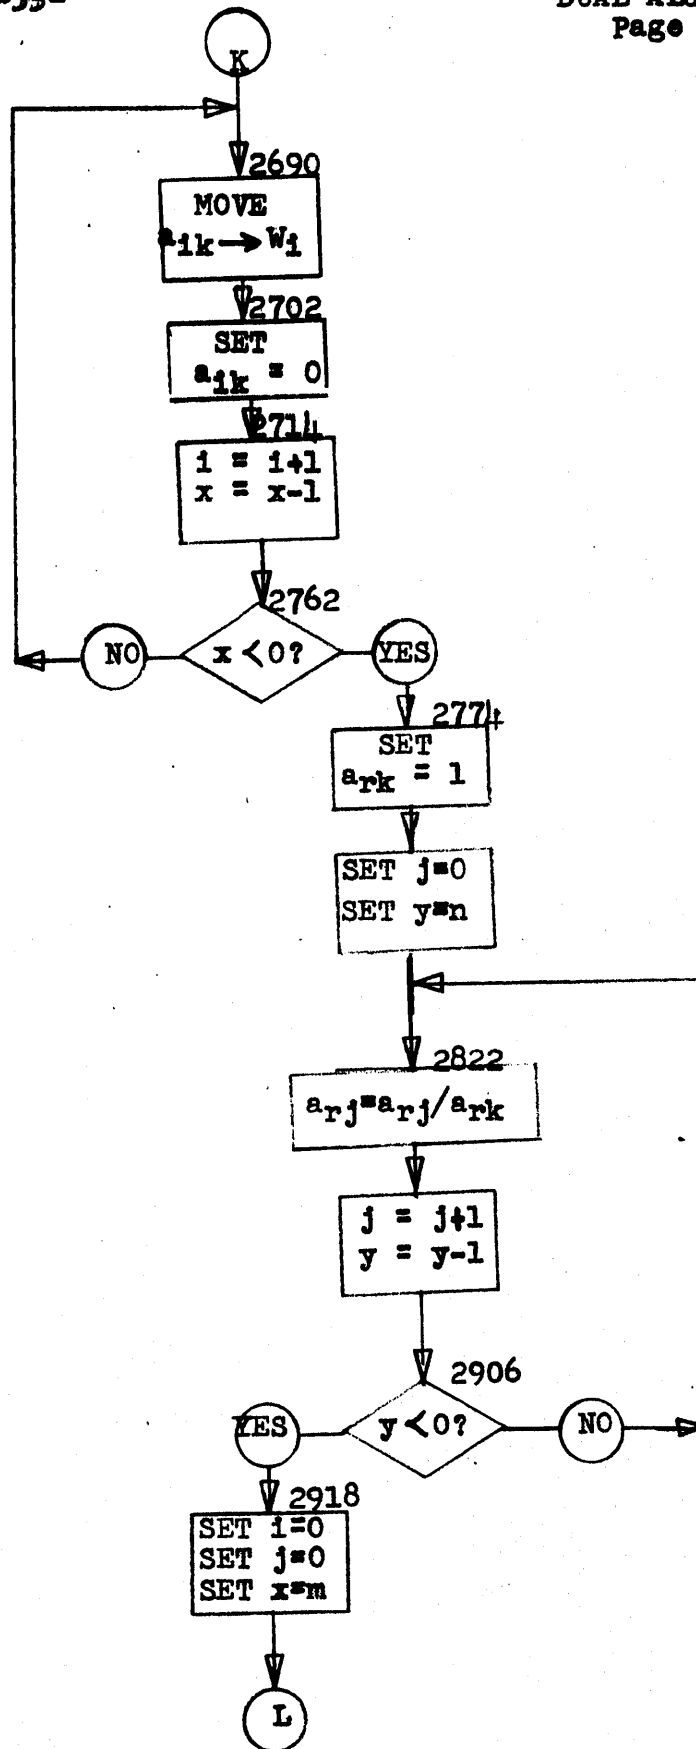 Page
K
2690
MOVE
aik→Wi
2702
SET
aik = 0
2714
i = i+1
x = x-1
2762
NO
x <0?
YES
2774
SET
ark = 1
SET j=0
SET y=n
2822
arj=arj/ark
j = j+1
y = y-1
2906
YES
y <0?
NO
2918
SET i=0
SET j=0
SET x=m
L